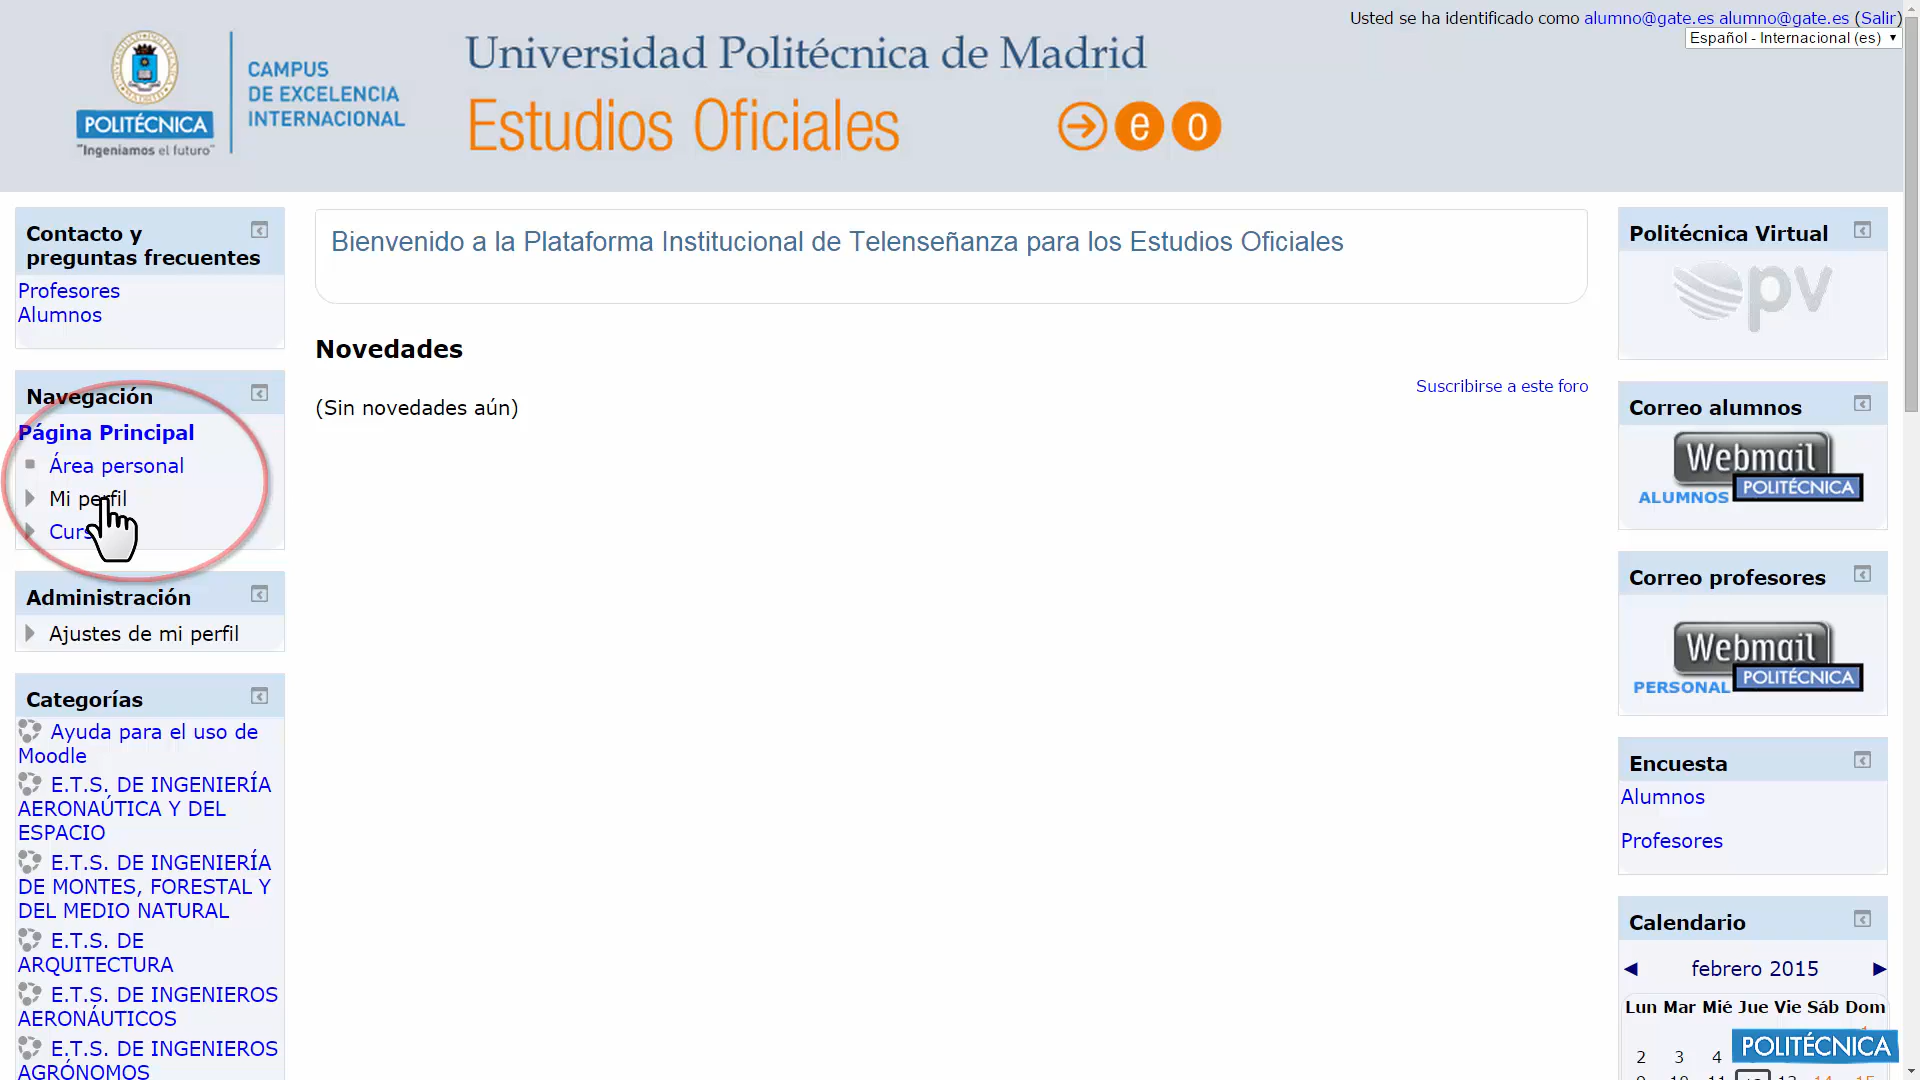 Usted se ha identificado como alumno@gate.es alumno@gate.es (Salir)
Español - Internacional (es)
POLITÉCNICA
"Ingeniamos el futuro"
CAMPUS
DE EXCELENCIA
INTERNACIONAL
Universidad Politécnica de Madrid
Estudios Oficiales
e o
Contacto y
preguntas frecuentes
Profesores
Alumnos
Navegación
Página Principal
Área personal
Mi perfil
Administración
Ajustes de mi perfil
Categorías
Ayuda para el uso de
Moodle
E.T.S. DE INGENIERÍA
AERONAÚTICA Y DEL
ESPACIO
E.T.S. DE INGENIERÍA
DE MONTES, FORESTAL Y
DEL MEDIO NATURAL
E.T.S. DE
ARQUITECTURA
E.T.S. DE INGENIEROS
AERONÁUTICOS
E.T.S. DE INGENIEROS
AGRÓNOMOS
Bienvenido a la Plataforma Institucional de Telenseñanza para los Estudios Oficiales
Novedades
Suscribirse a este foro
(Sin novedades aún)
Politécnica Virtual
pv
Correo alumnos
Webmail
ALUMNOS POLITÉCNICA
Correo profesores
Webmail
PERSONAL POLITÉCNICA
Encuesta
Alumnos
Profesores
Calendario
febrero 2015
Lun Mar Mié Jue Vie Sáb Dom
2 3 4
POLITÉCNICA